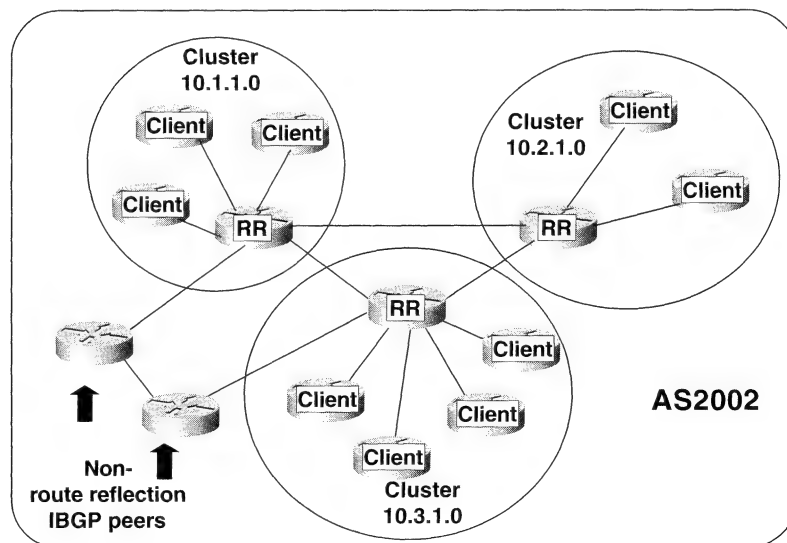 Cluster
10.1.1.0
Client
Client
Client
RR
Cluster
10.2.1.0
Client
Client
RR
RR
Client
Client
Client
Client
Cluster
10.3.1.0
AS2002
Non-
route reflection
IBGP peers